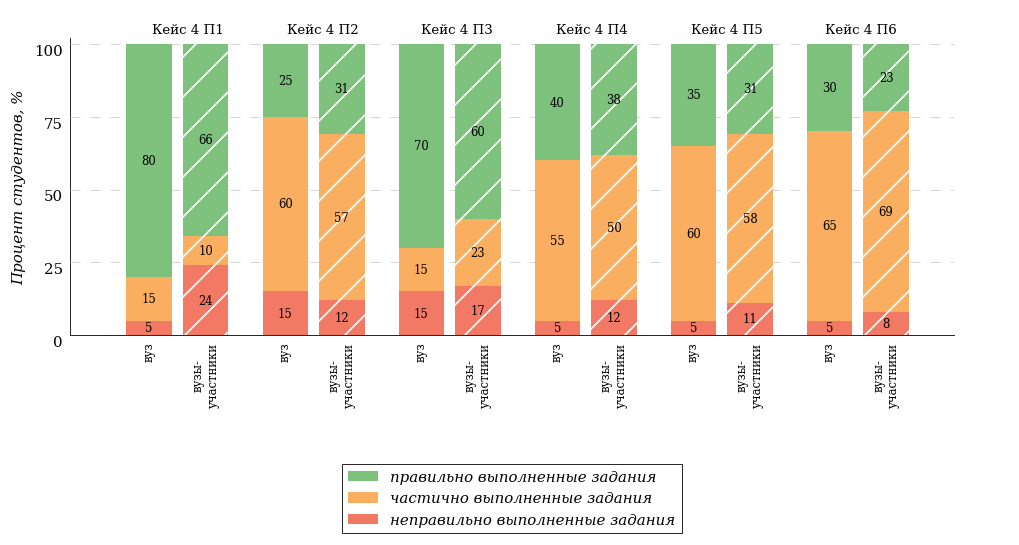 Кейс 4 П1 Кейс 4 П2 Кейс 4 П3 Кейс 4 П4 Кейс 4 П5 Кейс 4 П6
Процент студентов, %
100
75
50
25
0
80
15
5
66
10
24
25
60
15
31
57
12
70
15
15
60
23
17
40
55
5
38
50
12
35
60
5
31
58
11
30
65
5
23
69
8
вуз
вузы-
участники
вуз
вузы-
участники
вуз
вузы-
участники
вуз
вузы-
участники
вуз
вузы-
участники
вуз
вузы-
участники
правильно выполненные задания
частично выполненные задания
неправильно выполненные задания